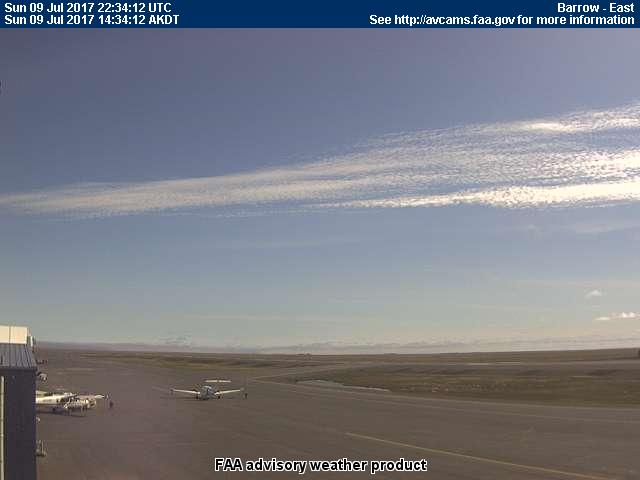 Sun 09 Jul 2017 22:34:12 UTC
Barrow - East
Sun 09 Jul 2017 14:34:12 AKDT
See http://avcams.faa.gov for more information
FAA advisory weather product